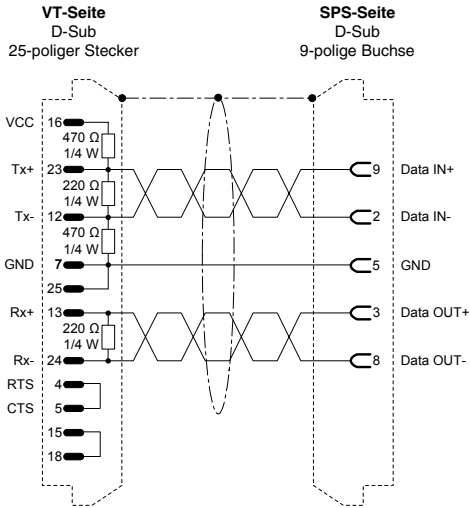 VT-Seite
D-Sub
25-poliger Stecker
SPS-Seite
D-Sub
9-polige Buchse
VCC 16
470 Ω
1/4 W
Tx+ 23 9 Data IN+
220 Ω
1/4 W
Tx- 12 2 Data IN-
470 Ω
1/4 W
GND 7 5 GND
25
Rx+ 13 3 Data OUT+
220 Ω
1/4 W
Rx- 24 8 Data OUT-
RTS 4
CTS 5
15
18